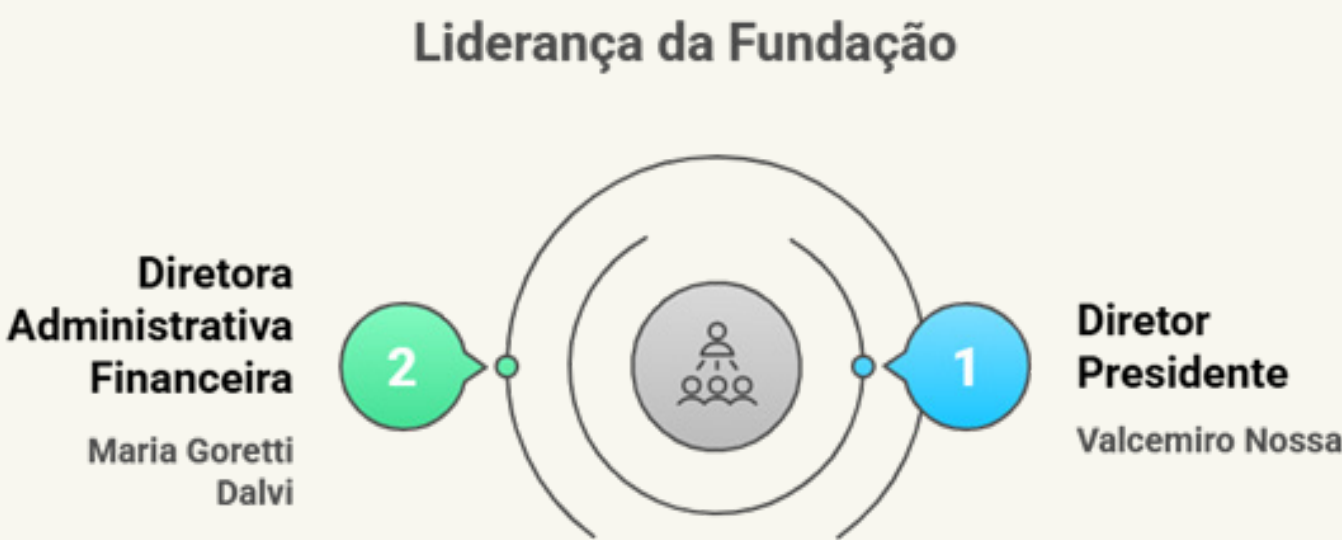 Liderança da Fundação
Diretora
Administrativa
Financeira
Maria Goretti
Dalvi
2
1
Diretor
Presidente
Valcemiro Nossa